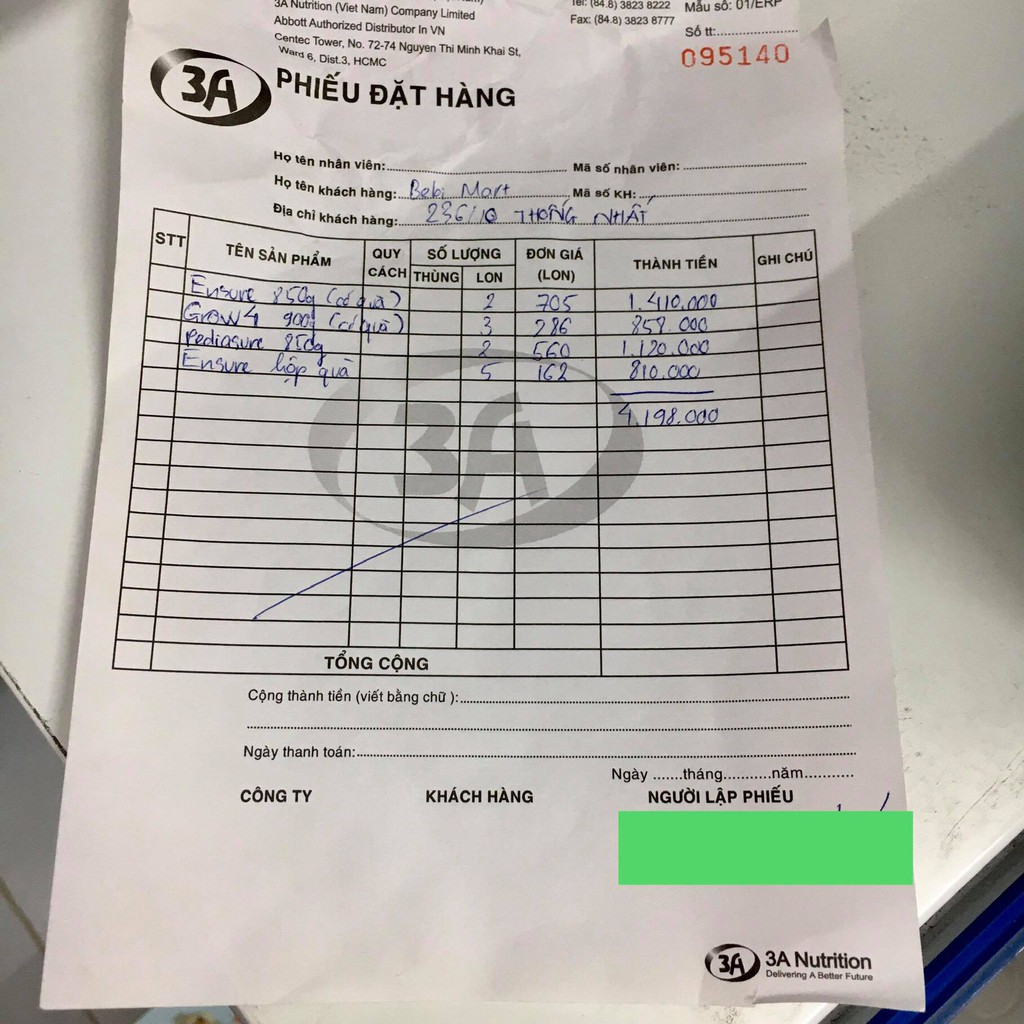 3A Nutrition (Viet Nam) Company Limited
Abbott Authorized Distributor In VN
Centec Tower, No. 72-74 Nguyen Thi Minh Khai St,
Ward 6, Dist.3, HCMC
Tel: (84.8) 3823 8222
Fax: (84.8) 3823 8777
Mẫu số: 01/ERP
Số tt:
095140
3A
PHIẾU ĐẶT HÀNG
Họ tên nhân viên: Mã số nhân viên:
Họ tên khách hàng: Bebi Mart Mã số KH:
Địa chỉ khách hàng: 236/10 THỐNG NHẤT
STT TÊN SẢN PHẨM QUY CÁCH SỐ LƯỢNG ĐƠN GIÁ (LON) THÀNH TIỀN GHI CHÚ
THÙNG LON
Ensure 850g (có quà) 2 705 1.410.000
Grow 4 900g (có quà) 3 286 858.000
Pediasure 850g 2 560 1.120.000
Ensure hộp quà 5 162 810.000
4.198.000
3A
TỔNG CỘNG
Cộng thành tiền (viết bằng chữ ):
Ngày thanh toán:
Ngày .......tháng...........năm...........
CÔNG TY KHÁCH HÀNG NGƯỜI LẬP PHIẾU
3A 3A Nutrition
Delivering A Better Future